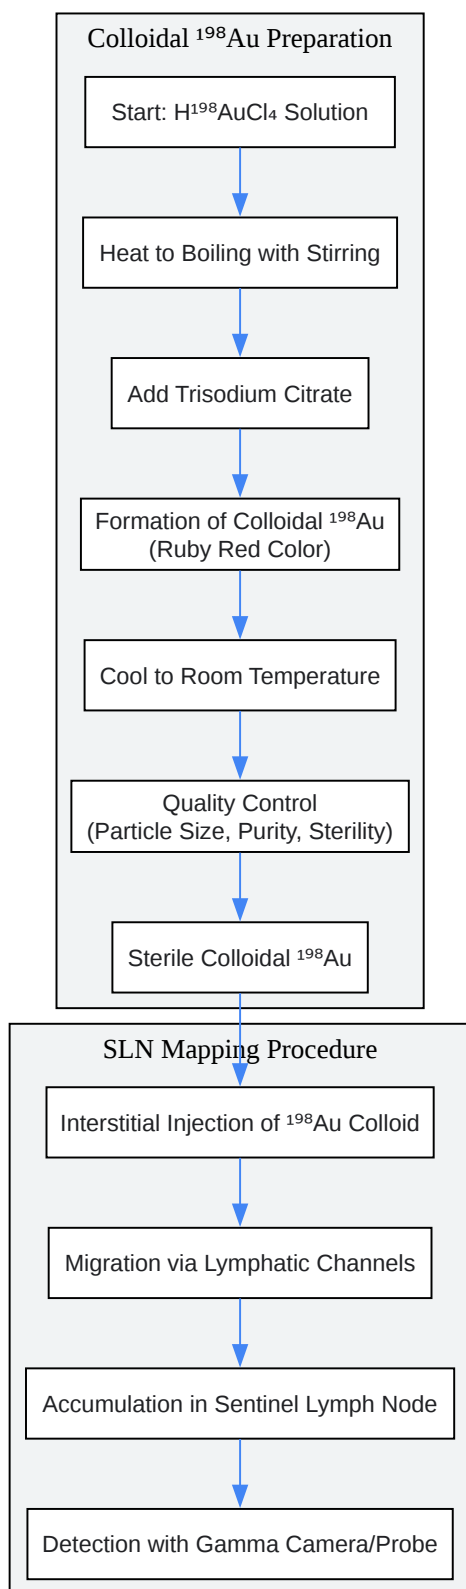 Colloidal ¹⁹⁸Au Preparation
Start: H¹⁹⁸AuCl₄ Solution
Heat to Boiling with Stirring
Add Trisodium Citrate
Formation of Colloidal ¹⁹⁸Au
(Ruby Red Color)
Cool to Room Temperature
Quality Control
(Particle Size, Purity, Sterility)
Sterile Colloidal ¹⁹⁸Au
SLN Mapping Procedure
Interstitial Injection of ¹⁹⁸Au Colloid
Migration via Lymphatic Channels
Accumulation in Sentinel Lymph Node
Detection with Gamma Camera/Probe